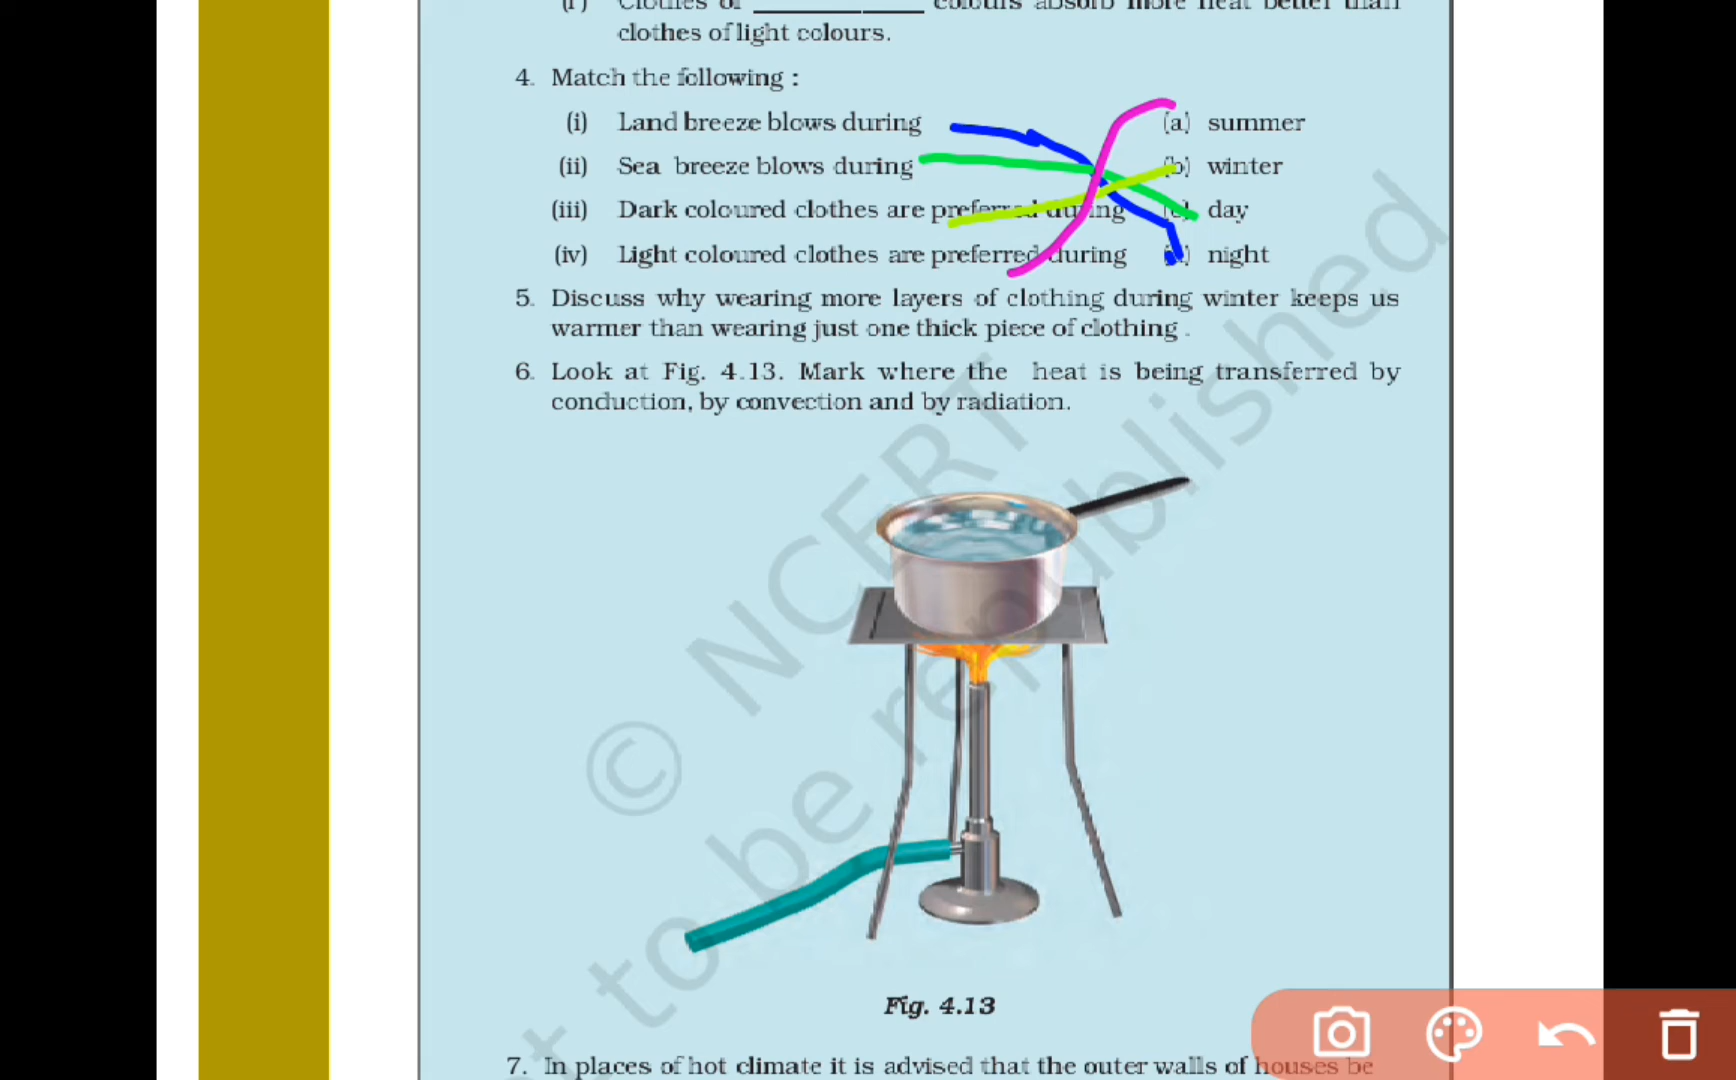 clothes of light colours.
4. Match the following :
(i) Land breeze blows during (a) summer
(ii) Sea breeze blows during (b) winter
(iii) Dark coloured clothes are preferred during (c) day
(iv) Light coloured clothes are preferred during night
5. Discuss why wearing more layers of clothing during winter keeps us
warmer than wearing just one thick piece of clothing .
6. Look at Fig. 4.13. Mark where the heat is being transferred by
conduction, by convection and by radiation.
© NCERT
to be republished
Fig. 4.13
7. In places of hot climate it is advised that the outer walls of houses be